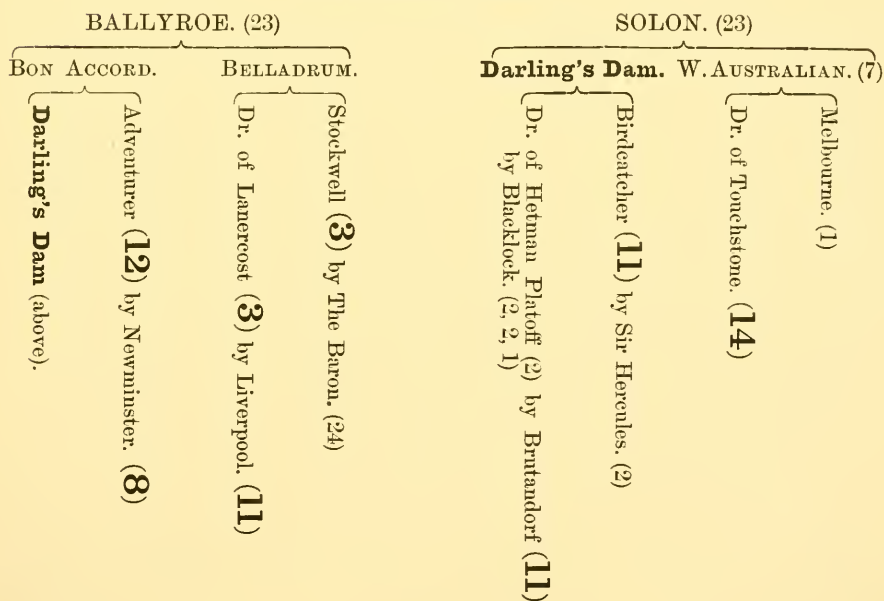 BALLYROE. (23)
BON ACCORD. BELLADRUM.
Darling's Dam (above).
Adventurer (12) by Newminster. (8)
Dr. of Lanercost (3) by Liverpool. (11)
Stockwell (3) by The Baron. (24)
SOLON. (23)
Darling's Dam. W. AUSTRALIAN. (7)
Dr. of Hetman Platoff (2) by Brutandorf (11)
by Blacklock. (2, 2, 1)
Birdcatcher (11) by Sir Hercules. (2)
Dr. of Touchstone. (14)
Melbourne. (1)